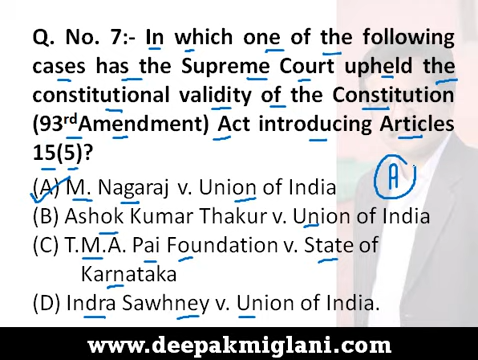 Q. No. 7:- In which one of the following
cases has the Supreme Court upheld the
constitutional validity of the Constitution
(93rd Amendment) Act introducing Articles
15(5)?
(A) M. Nagaraj v. Union of India
A
(B) Ashok Kumar Thakur v. Union of India
(C) T.M.A. Pai Foundation v. State of
Karnataka
(D) Indra Sawhney v. Union of India.
www.deepakmiglani.com